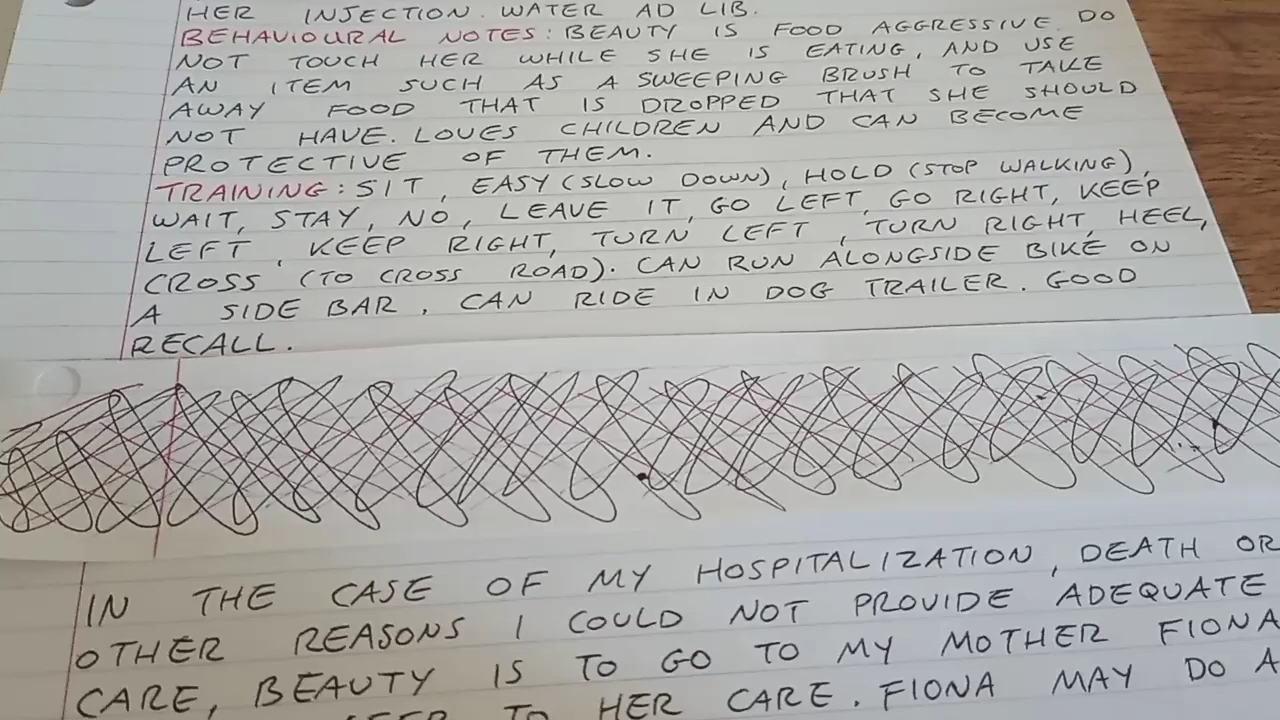 HER INJECTION. WATER AD LIB.
BEHAVIOURAL NOTES: BEAUTY IS FOOD AGGRESSIVE. DO
NOT TOUCH HER WHILE SHE IS EATING, AND USE
AN ITEM SUCH AS A SWEEPING BRUSH TO TAKE
AWAY FOOD THAT IS DROPPED THAT SHE SHOULD
NOT HAVE. LOVES CHILDREN AND CAN BECOME
PROTECTIVE OF THEM.
TRAINING: SIT, EASY (SLOW DOWN), HOLD (STOP WALKING),
WAIT, STAY, NO, LEAVE IT, GO LEFT, GO RIGHT, KEEP
LEFT, KEEP RIGHT, TURN LEFT, TURN RIGHT, HEEL,
CROSS (TO CROSS ROAD). CAN RUN ALONGSIDE BIKE ON
A SIDE BAR, CAN RIDE IN DOG TRAILER. GOOD
RECALL.
IN THE CASE OF MY HOSPITALIZATION, DEATH OR
OTHER REASONS I COULD NOT PROVIDE ADEQUATE
CARE, BEAUTY IS TO GO TO MY MOTHER FIONA
TO HER CARE. FIONA MAY DO A